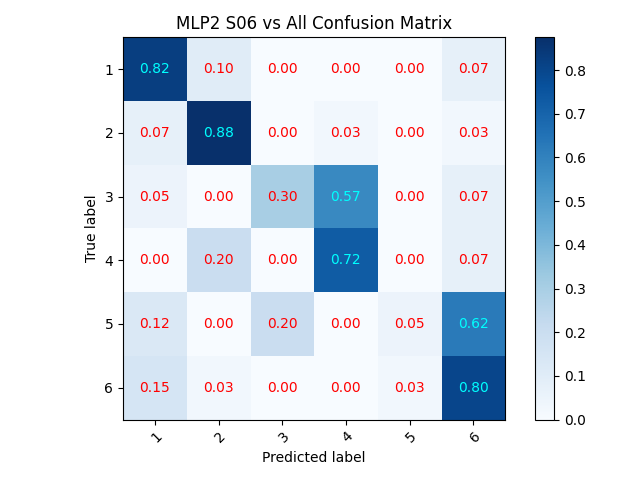 MLP2 S06 vs All Confusion Matrix
True label
1 0.82 0.10 0.00 0.00 0.00 0.07
2 0.07 0.88 0.00 0.03 0.00 0.03
3 0.05 0.00 0.30 0.57 0.00 0.07
4 0.00 0.20 0.00 0.72 0.00 0.07
5 0.12 0.00 0.20 0.00 0.05 0.62
6 0.15 0.03 0.00 0.00 0.03 0.80
1 2 3 4 5 6
Predicted label
0.8
0.7
0.6
0.5
0.4
0.3
0.2
0.1
0.0